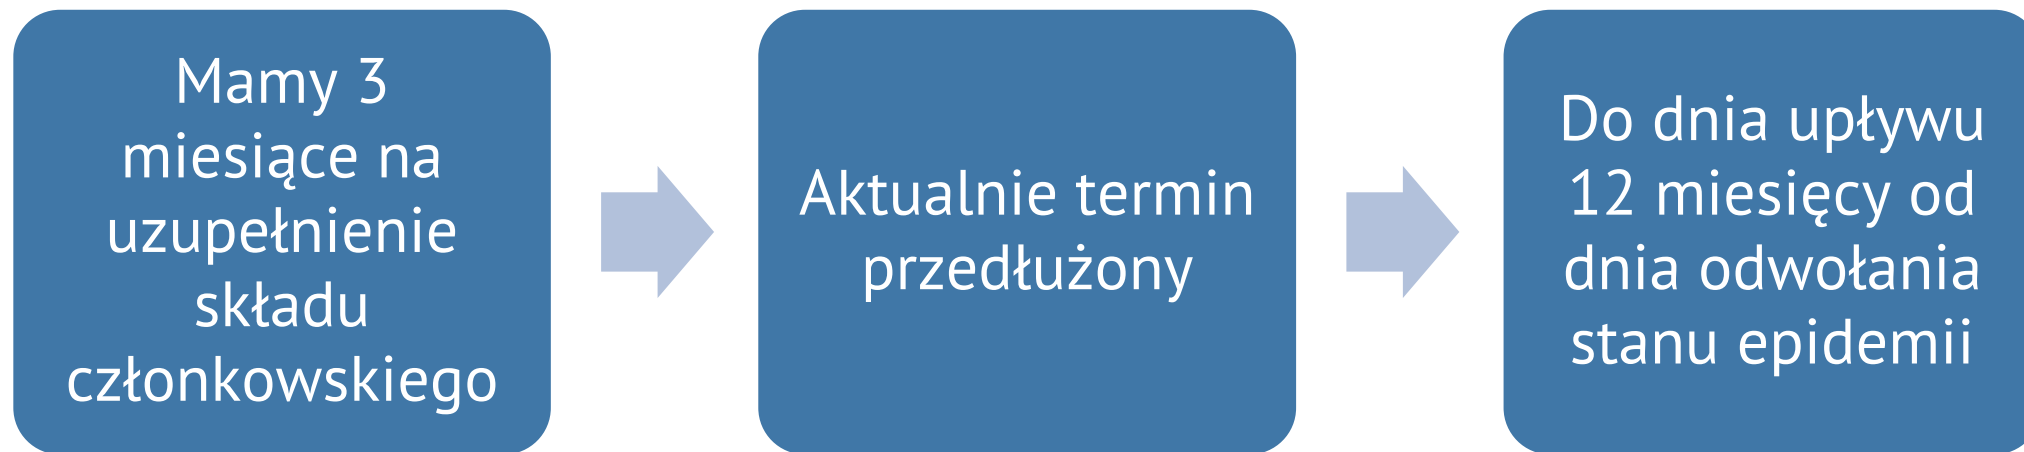 Mamy 3
miesiące na
uzupełnienie
składu
członkowskiego
Aktualnie termin
przedłużony
Do dnia upływu
12 miesięcy od
dnia odwołania
stanu epidemii